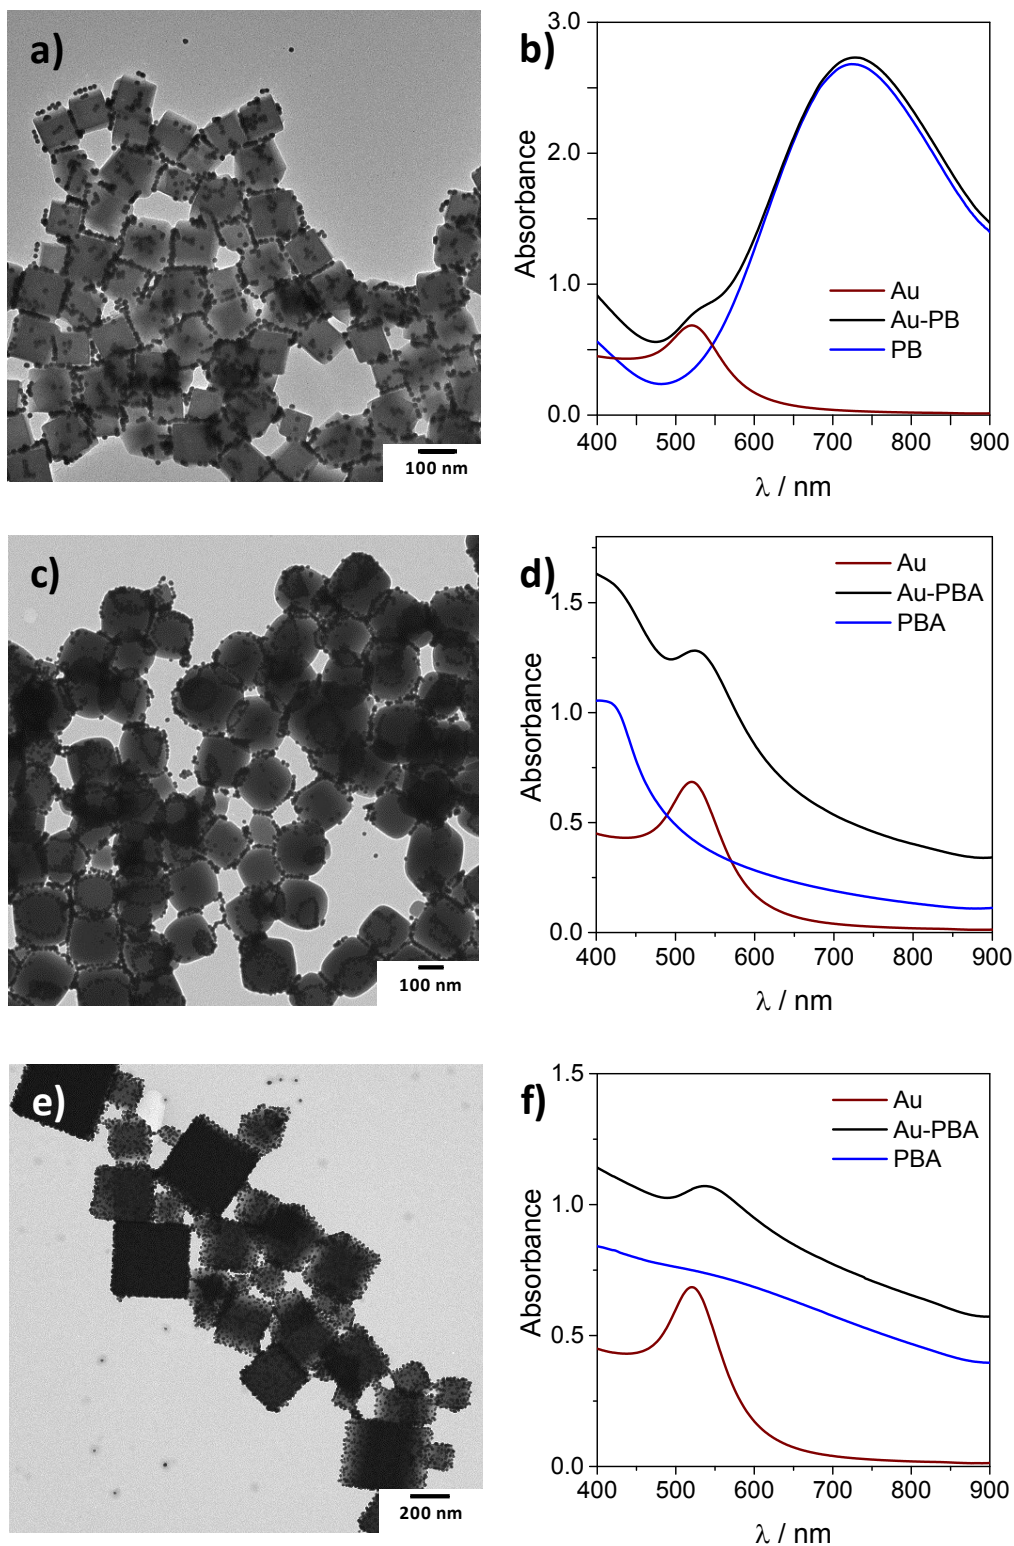 a)
100 nm
b)
3.0
2.0
1.0
0.0
Absorbance
Au
Au-PB
PB
400 500 600 700 800 900
λ / nm
c)
100 nm
d)
1.5
1.0
0.5
0.0
Absorbance
Au
Au-PBA
PBA
400 500 600 700 800 900
λ / nm
e)
200 nm
f)
1.5
1.0
0.5
0.0
Absorbance
Au
Au-PBA
PBA
400 500 600 700 800 900
λ / nm